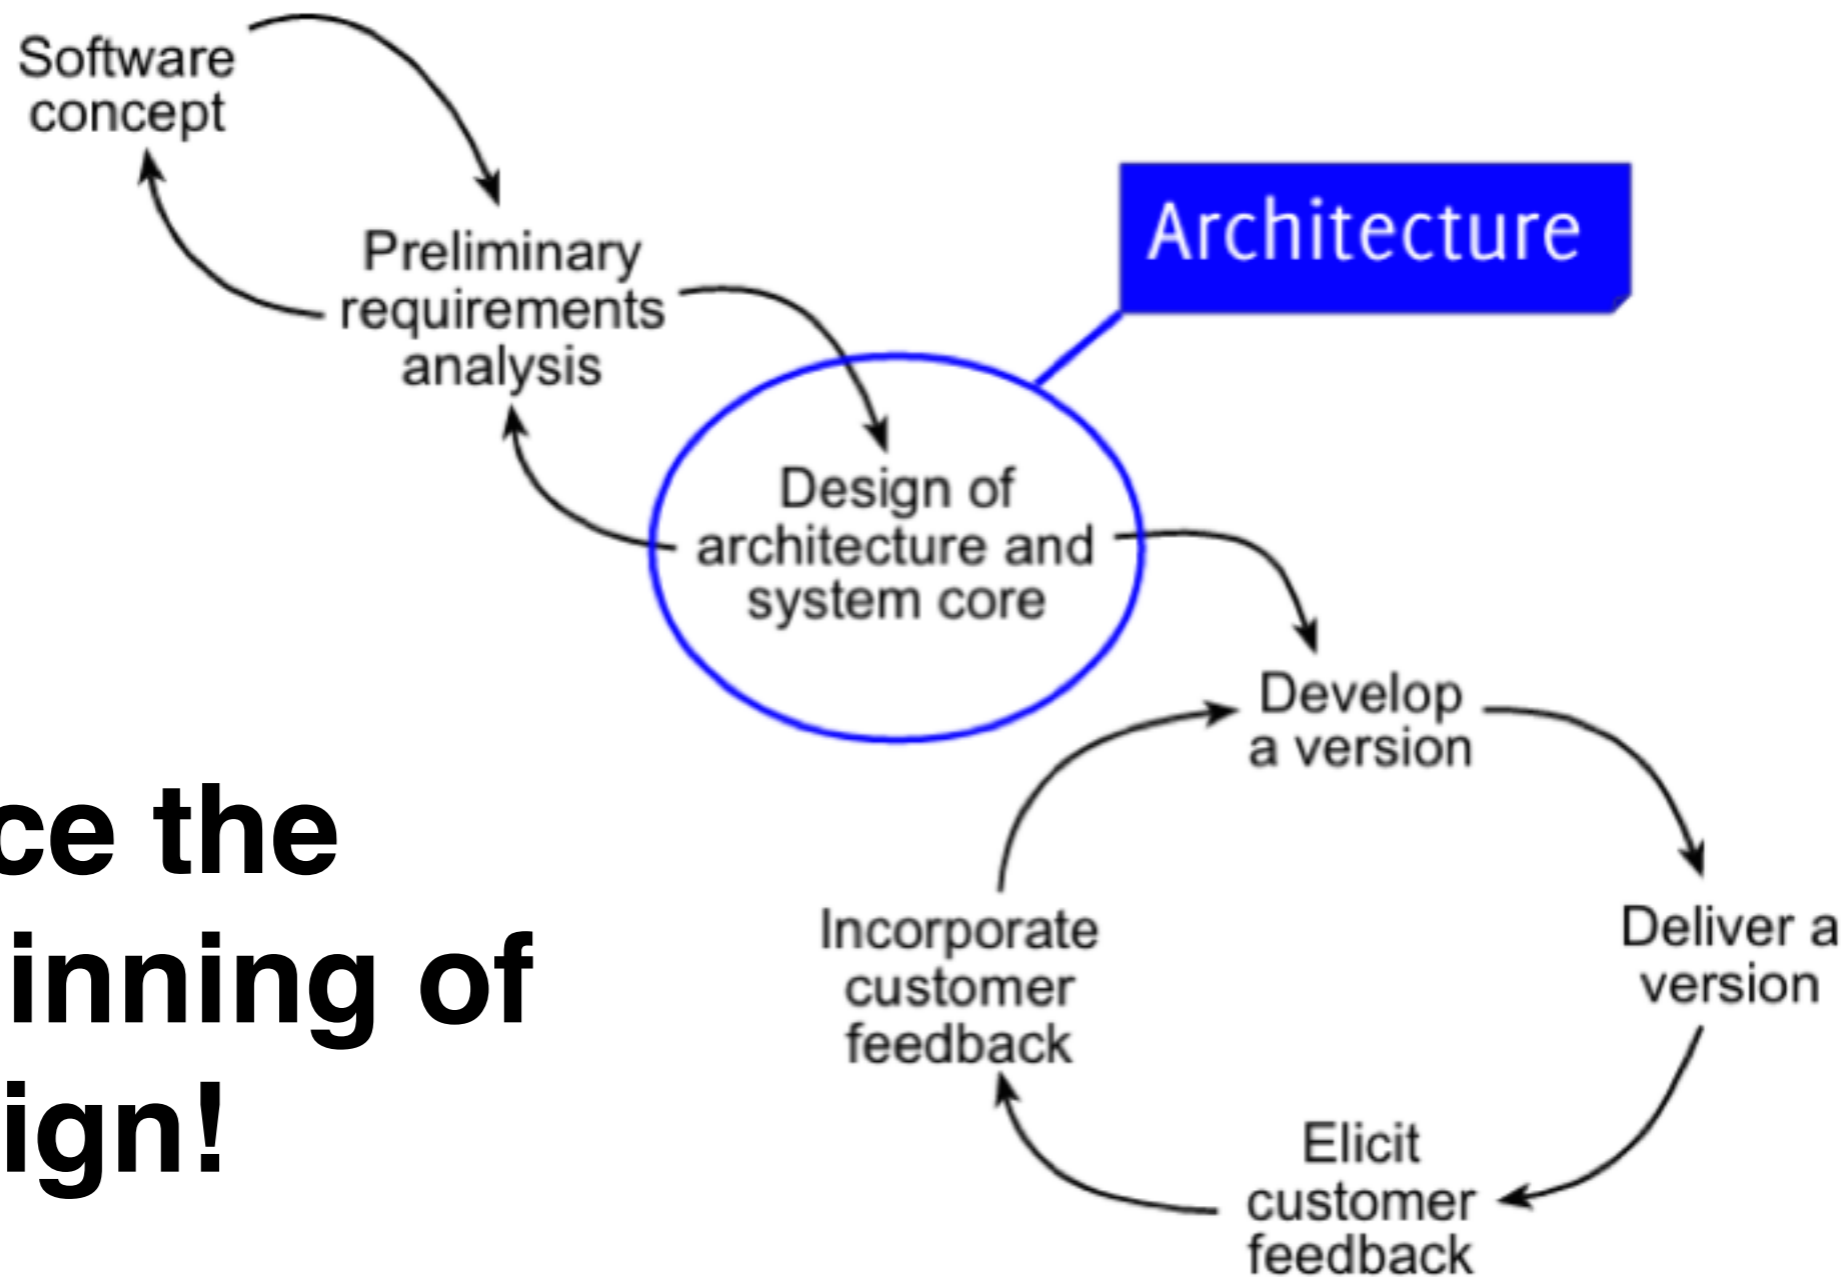 Software
concept
Preliminary
requirements
analysis
Architecture
Design of
architecture and
system core
Develop
a version
Deliver a
version
Elicit
customer
feedback
Incorporate
customer
feedback
ce the
inning of
ign!